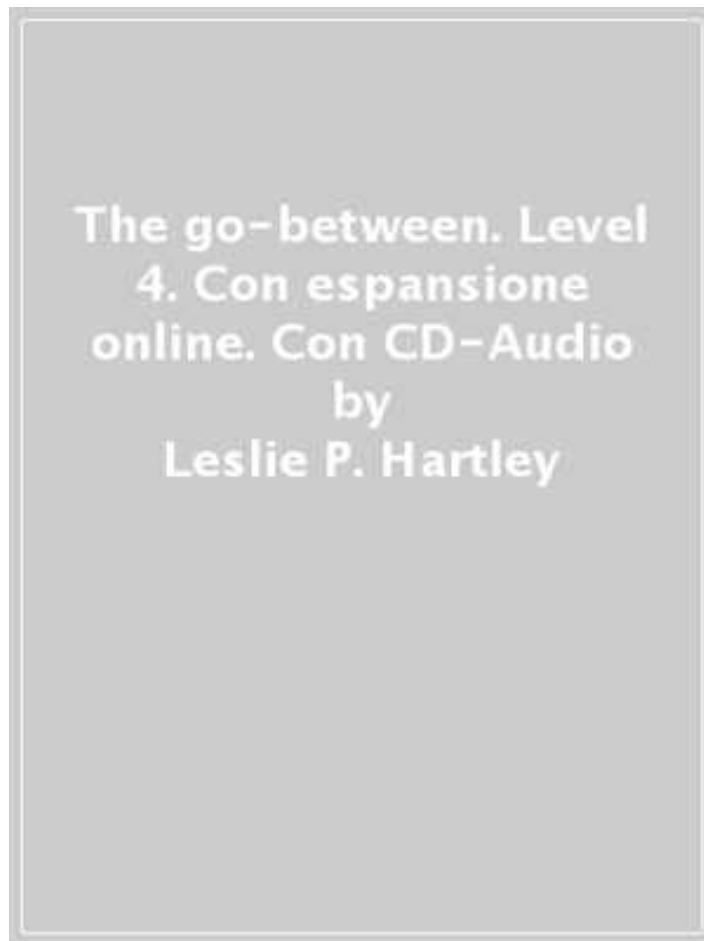 The go-between. Level
4. Con espansione
online. Con CD-Audio
by
Leslie P. Hartley